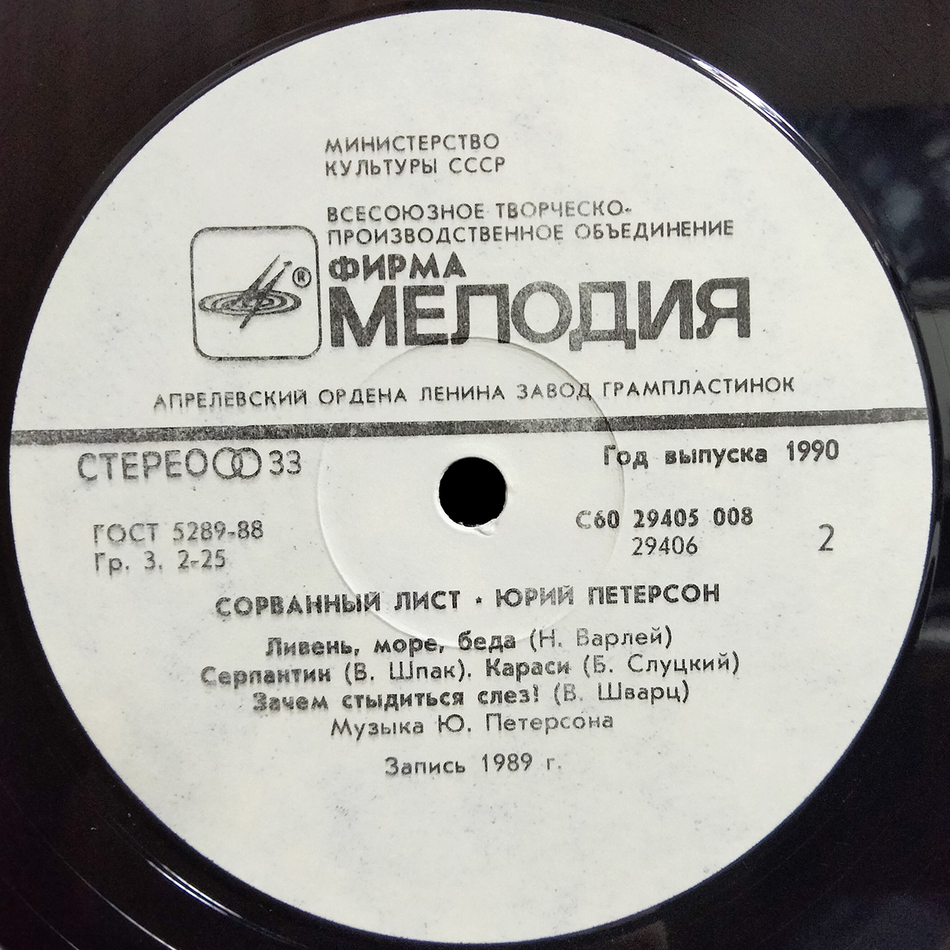 МИНИСТЕРСТВО
КУЛЬТУРЫ СССР
ВСЕСОЮЗНОЕ ТВОРЧЕСКО-
ПРОИЗВОДСТВЕННОЕ ОБЪЕДИНЕНИЕ
ФИРМА
®
МЕЛОДИЯ
АПРЕЛЕВСКИЙ ОРДЕНА ЛЕНИНА ЗАВОД ГРАМПЛАСТИНОК
СТЕРЕО 33
Год выпуска 1990
ГОСТ 5289-88
Гр. 3. 2-25
С60 29405 008
29406
2
СОРВАННЫЙ ЛИСТ · ЮРИЙ ПЕТЕРСОН
Ливень, море, беда (Н. Варлей)
Серпантин (В. Шпак). Караси (Б. Слуцкий)
Зачем стыдиться слез! (В. Шварц)
Музыка Ю. Петерсона
Запись 1989 г.